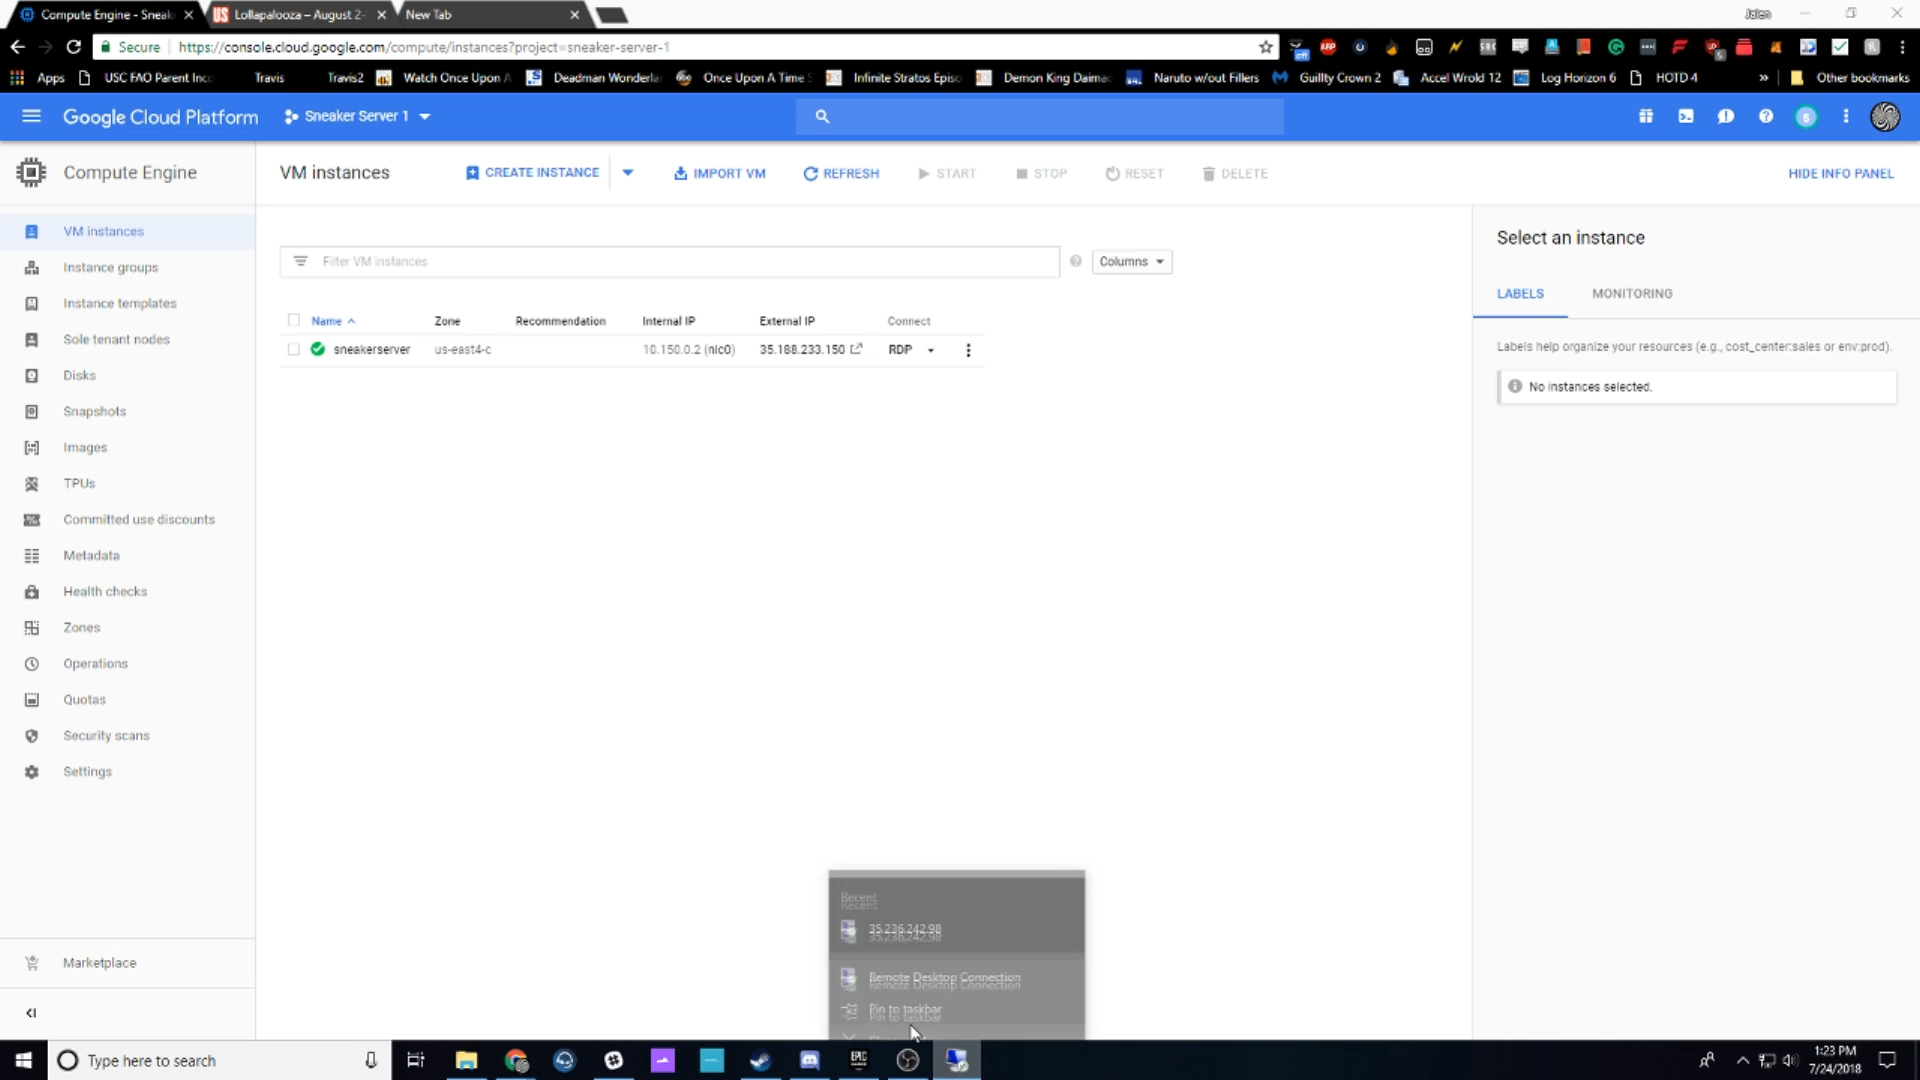 Compute Engine - Sneak
Lollapalooza – August 2-
New Tab
Jalen
Secure
https://console.cloud.google.com/compute/instances?project=sneaker-server-1
Apps
USC FAO Parent Inco
Travis
Travis2
Watch Once Upon A
Deadman Wonderla
Once Upon A Time S
Infinite Stratos Episo
Demon King Daimao
Naruto w/out Fillers
Guillty Crown 2
Accel Wrold 12
Log Horizon 6
HOTD 4
»
Other bookmarks
Google Cloud Platform
Sneaker Server 1
S
Compute Engine
VM instances
CREATE INSTANCE
IMPORT VM
REFRESH
START
STOP
RESET
DELETE
HIDE INFO PANEL
VM instances
Instance groups
Instance templates
Sole tenant nodes
Disks
Snapshots
Images
TPUs
Committed use discounts
Metadata
Health checks
Zones
Operations
Quotas
Security scans
Settings
Marketplace
Filter VM instances
Columns
Name
Zone
Recommendation
Internal IP
External IP
Connect
sneakerserver
us-east4-c
10.150.0.2 (nic0)
35.188.233.150
RDP
Select an instance
LABELS
MONITORING
Labels help organize your resources (e.g., cost_center:sales or env:prod).
No instances selected.
Recent
35.236.242.98
Remote Desktop Connection
Pin to taskbar
Type here to search
EPIC
1:23 PM
7/24/2018